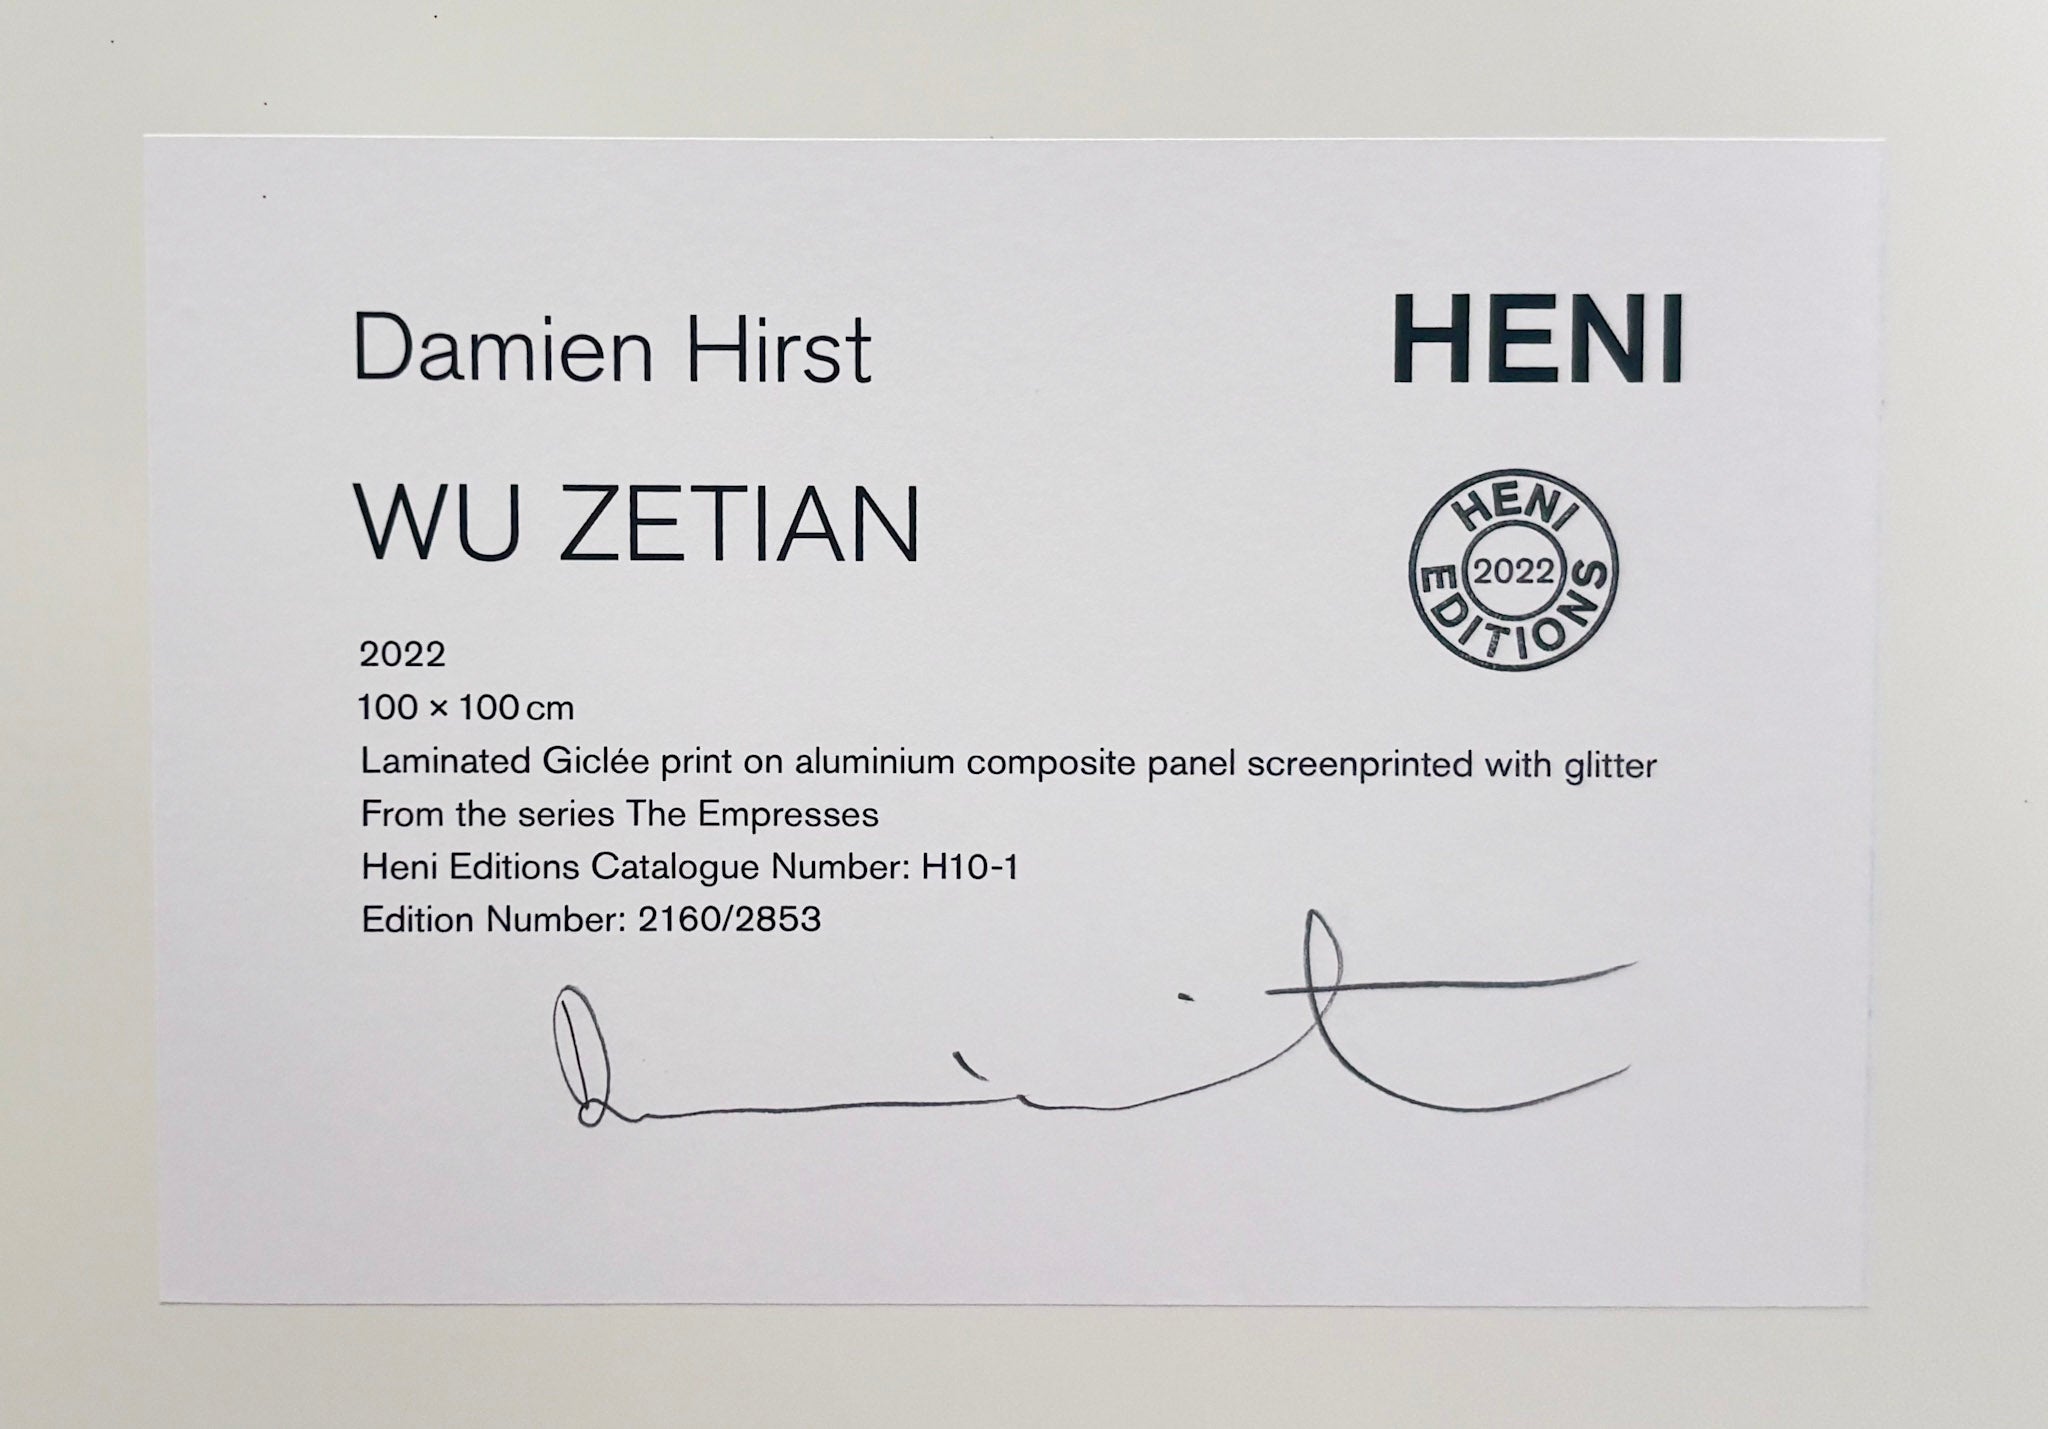 Damien Hirst
HENI
WU ZETIAN
HENI
2022
EDITIONS
2022
100 × 100 cm
Laminated Giclée print on aluminium composite panel screenprinted with glitter
From the series The Empresses
Heni Editions Catalogue Number: H10-1
Edition Number: 2160/2853